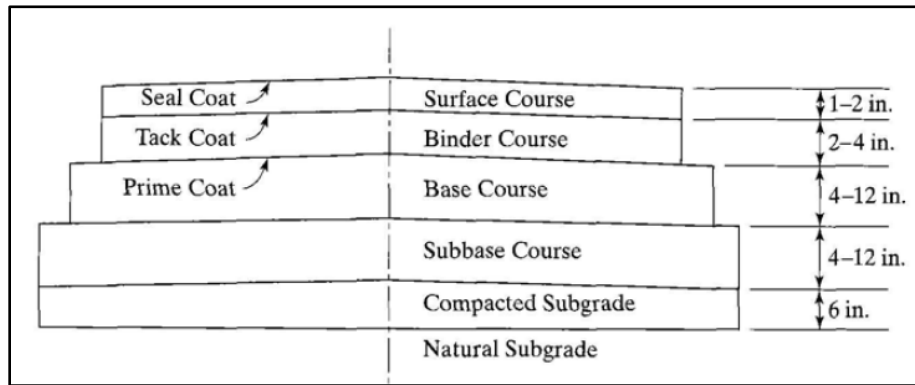 Seal Coat
Surface Course
1–2 in.
Tack Coat
Binder Course
2–4 in.
Prime Coat
Base Course
4–12 in.
Subbase Course
4–12 in.
Compacted Subgrade
6 in.
Natural Subgrade